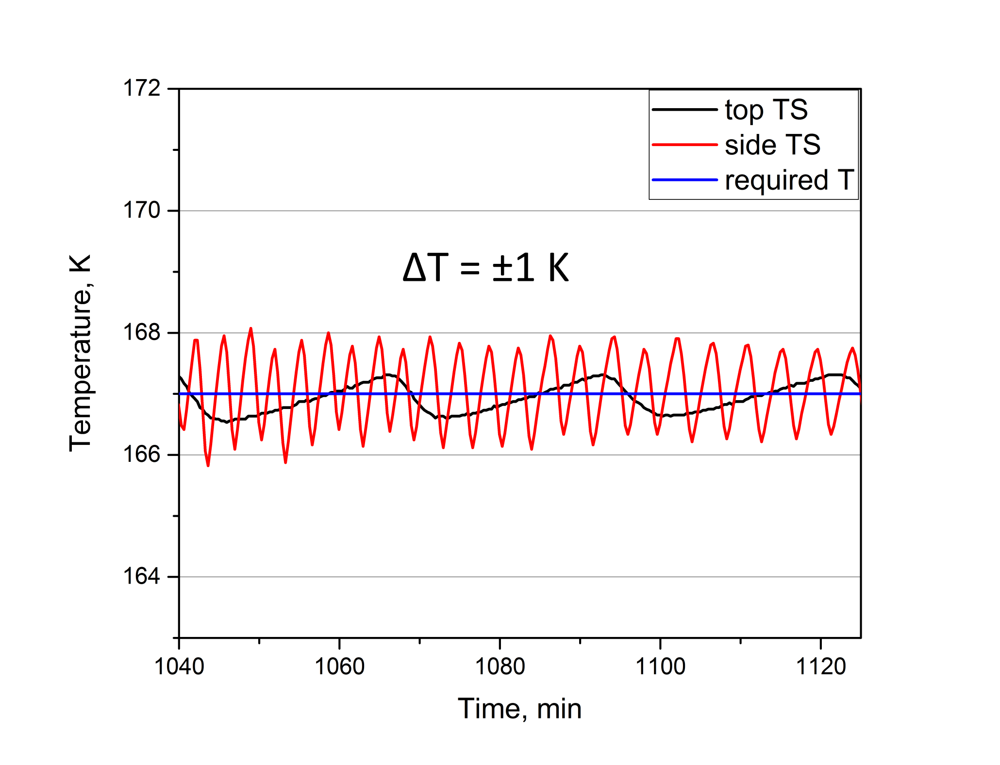 172
170
168
166
164
Temperature, K
top TS
side TS
required T
ΔT = ±1 K
1040
1060
1080
1100
1120
Time, min